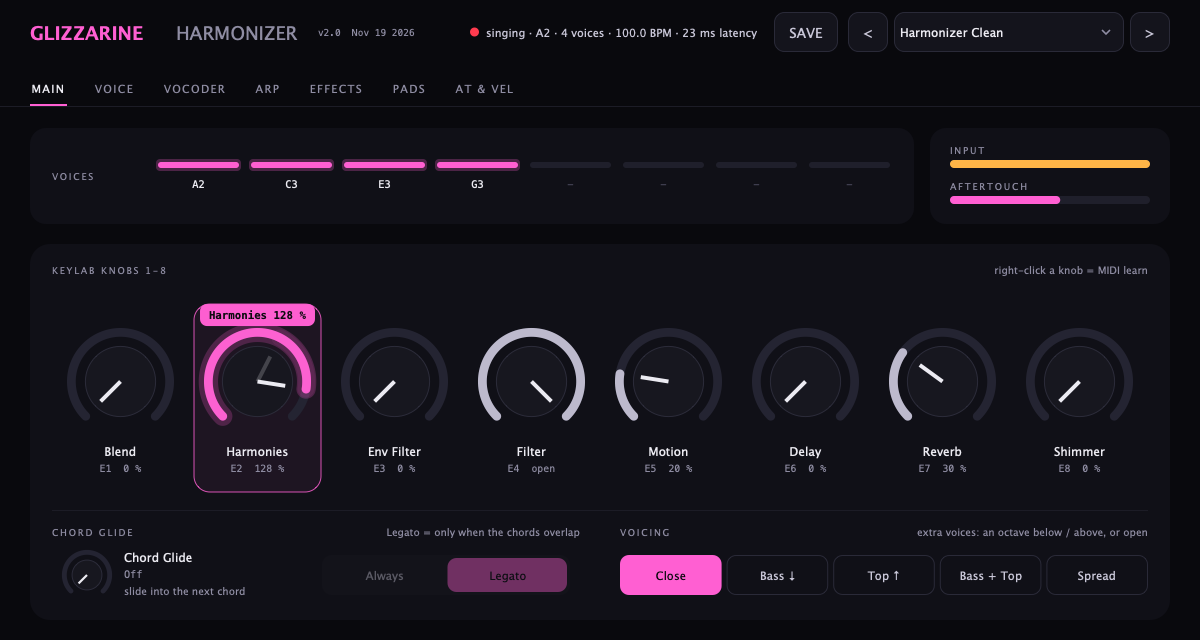 GLIZZARINE HARMONIZER v2.0 Nov 19 2026 singing · A2 · 4 voices · 100.0 BPM · 23 ms latency SAVE < Harmonizer Clean >
MAIN VOICE VOCODER ARP EFFECTS PADS AT & VEL
VOICES
A2 C3 E3 G3 – – – –
INPUT
AFTERTOUCH
KEYLAB KNOBS 1–8 right-click a knob = MIDI learn
Harmonies 128 %
Blend Harmonies Env Filter Filter Motion Delay Reverb Shimmer
E1 0 % E2 128 % E3 0 % E4 open E5 20 % E6 0 % E7 30 % E8 0 %
CHORD GLIDE Legato = only when the chords overlap
Chord Glide
Off
slide into the next chord
Always Legato
VOICING extra voices: an octave below / above, or open
Close Bass ↓ Top ↑ Bass + Top Spread